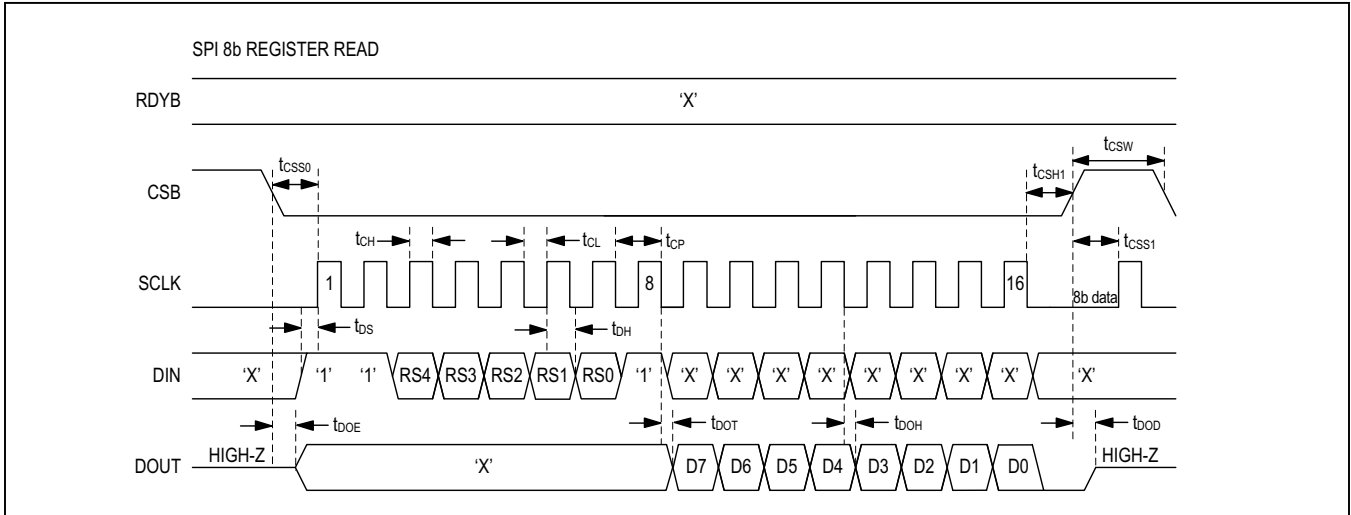 SPI 8b REGISTER READ
RDYB ‘X’
tCSW
tCSS0 tCSH1
CSB
tCH tCL tCP tCSS1
SCLK 1 8 16 8b data
tDS tDH
DIN ‘X’ ‘1’ ‘1’ RS4 RS3 RS2 RS1 RS0 ‘1’ ‘X’ ‘X’ ‘X’ ‘X’ ‘X’ ‘X’ ‘X’ ‘X’ ‘X’
tDOE tDOT tDOH tDOD
DOUT HIGH-Z ‘X’ D7 D6 D5 D4 D3 D2 D1 D0 HIGH-Z